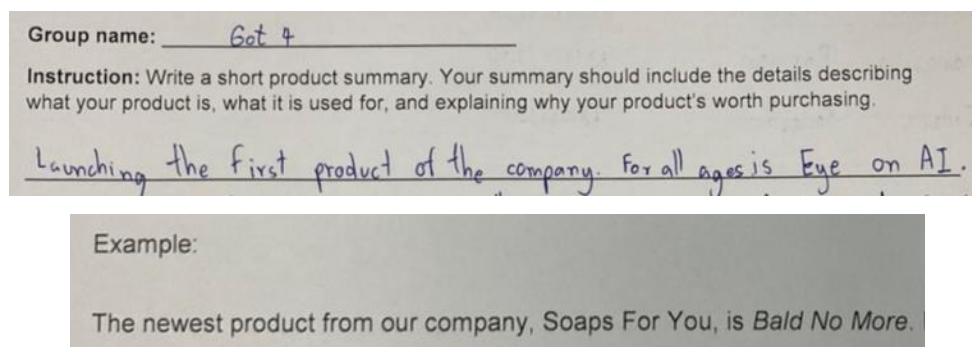 Group name: Got 4
Instruction: Write a short product summary. Your summary should include the details describing
what your product is, what it is used for, and explaining why your product's worth purchasing.
Launching the first product of the company. For all ages is Eye on AI.
Example:
The newest product from our company, Soaps For You, is Bald No More.